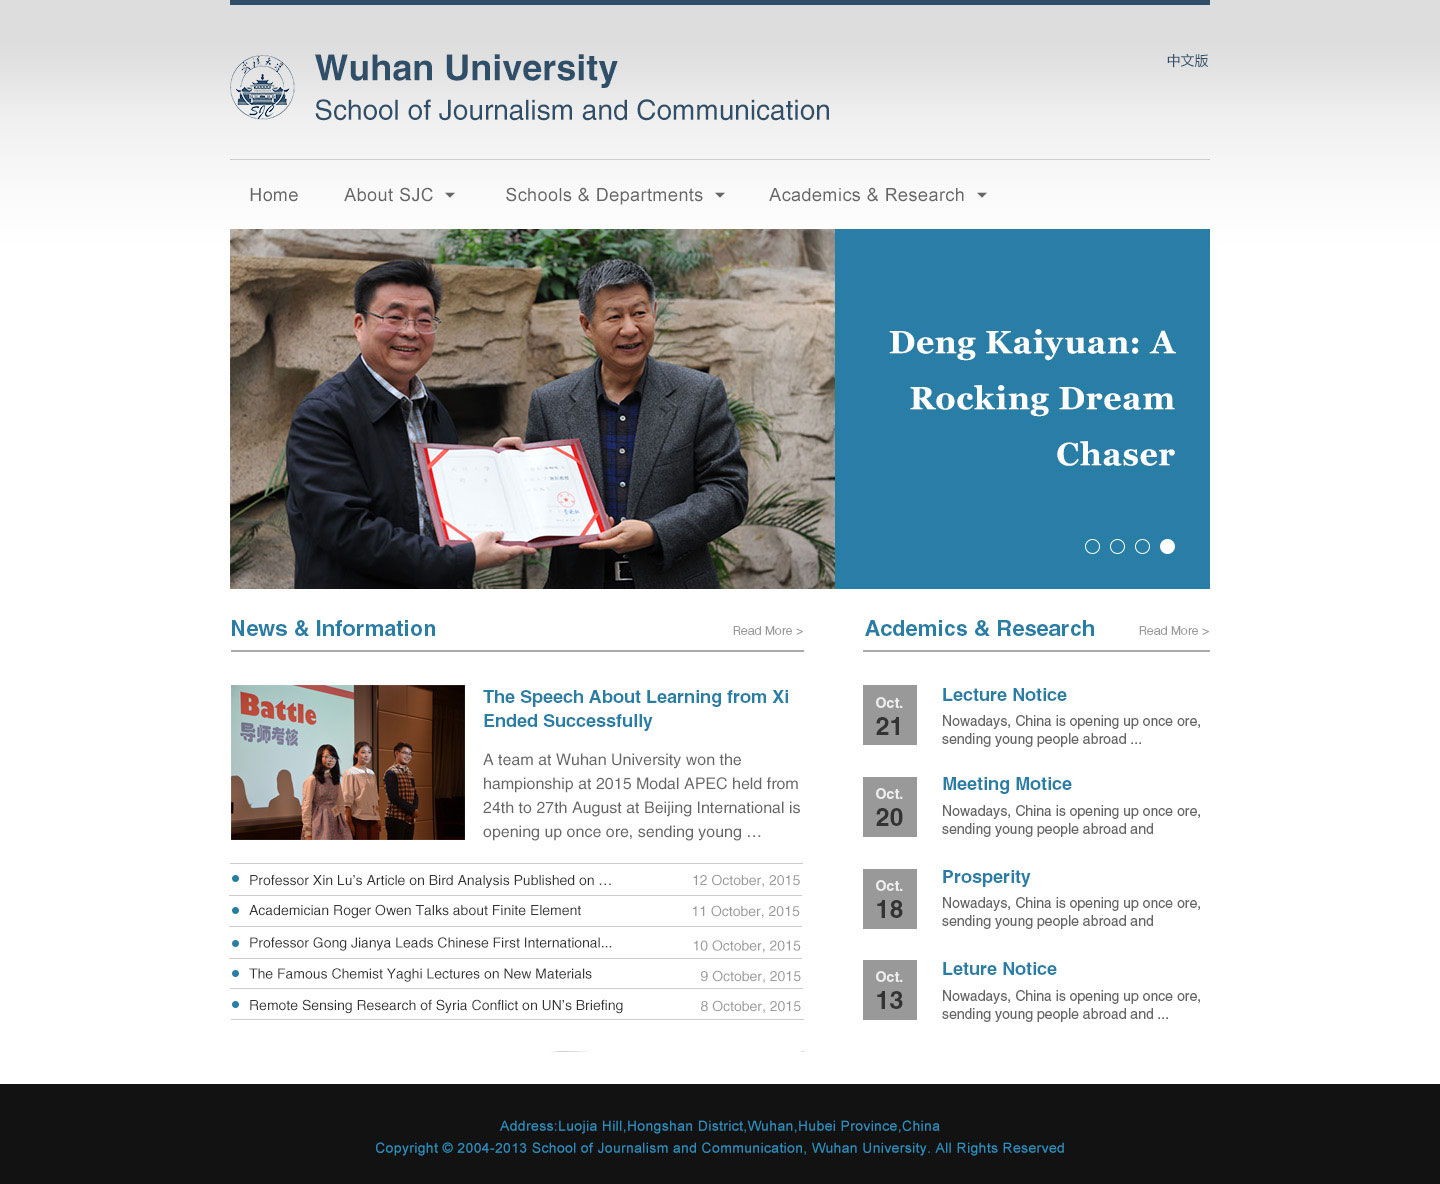 Wuhan University
School of Journalism and Communication
中文版
SJC
Home About SJC Schools & Departments Academics & Research
Deng Kaiyuan: A
Rocking Dream
Chaser
News & Information
Read More >
Battle
导师考核
The Speech About Learning from Xi
Ended Successfully
A team at Wuhan University won the
hampionship at 2015 Modal APEC held from
24th to 27th August at Beijing International is
opening up once ore, sending young …
Professor Xin Lu’s Article on Bird Analysis Published on … 12 October, 2015
Academician Roger Owen Talks about Finite Element 11 October, 2015
Professor Gong Jianya Leads Chinese First International... 10 October, 2015
The Famous Chemist Yaghi Lectures on New Materials 9 October, 2015
Remote Sensing Research of Syria Conflict on UN’s Briefing 8 October, 2015
Acdemics & Research
Read More >
Oct.
21
Lecture Notice
Nowadays, China is opening up once ore,
sending young people abroad ...
Oct.
20
Meeting Motice
Nowadays, China is opening up once ore,
sending young people abroad and
Oct.
18
Prosperity
Nowadays, China is opening up once ore,
sending young people abroad and
Oct.
13
Leture Notice
Nowadays, China is opening up once ore,
sending young people abroad and ...
Address:Luojia Hill,Hongshan District,Wuhan,Hubei Province,China
Copyright © 2004-2013 School of Journalism and Communication, Wuhan University. All Rights Reserved